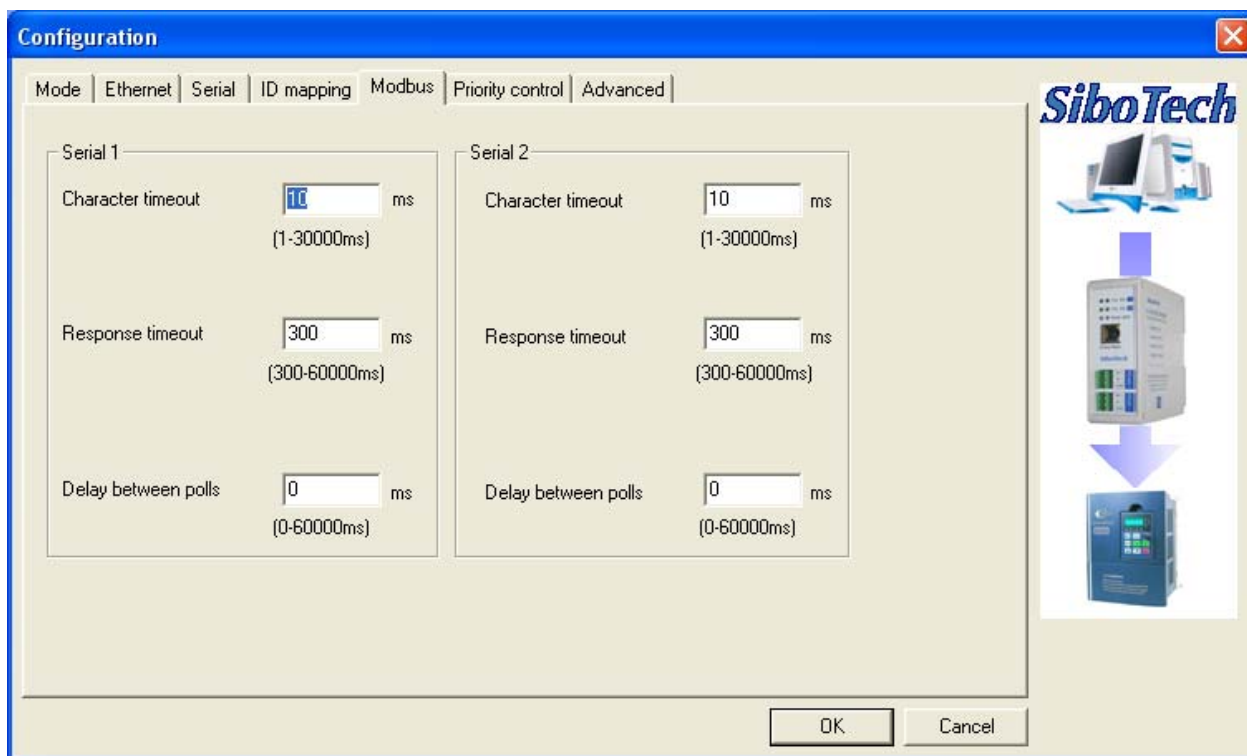 Configuration
Mode Ethernet Serial ID mapping Modbus Priority control Advanced
SiboTech
Serial 1
Character timeout 10 ms
(1-30000ms)
Response timeout 300 ms
(300-60000ms)
Delay between polls 0 ms
(0-60000ms)
Serial 2
Character timeout 10 ms
(1-30000ms)
Response timeout 300 ms
(300-60000ms)
Delay between polls 0 ms
(0-60000ms)
OK Cancel